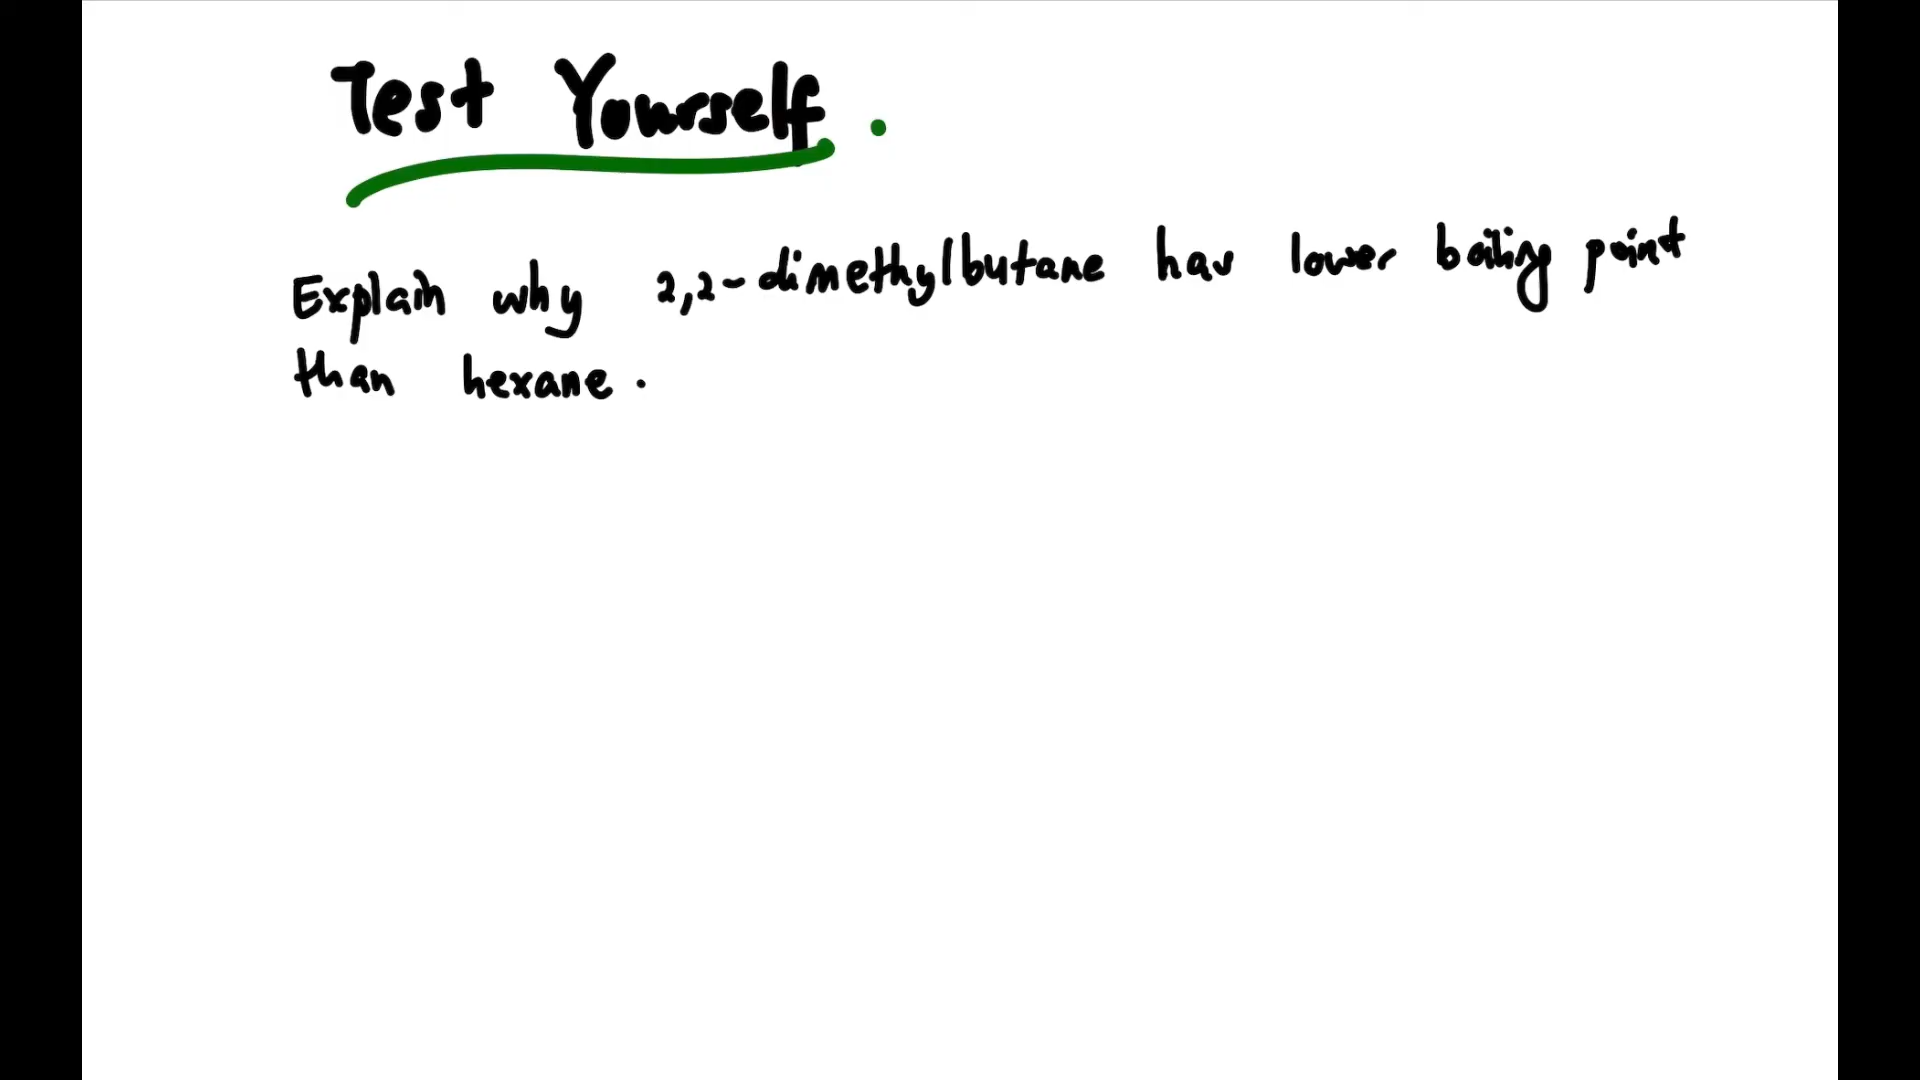 Test Yourself.
Explain why 2,2-dimethylbutane has lower boiling point
than hexane.